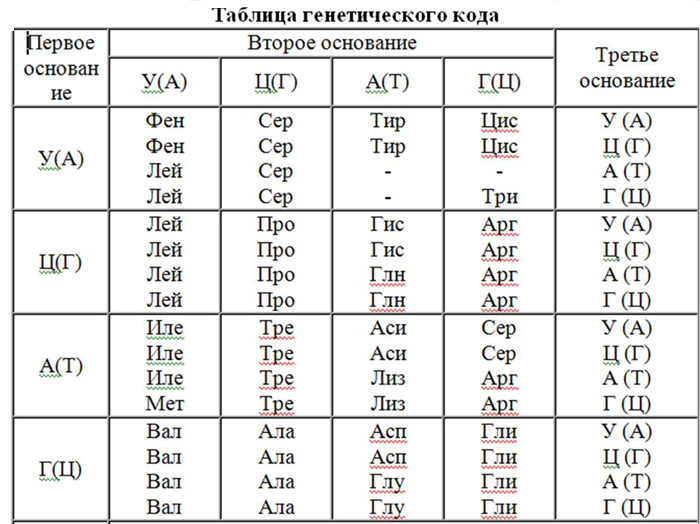 Таблица генетического кода
Первое основан ие
Второе основание
Третье основание
У(А) Ц(Г) А(Т) Г(Ц)
У(А)
Фен Сер Тир Цис У (А)
Фен Сер Тир Цис Ц (Г)
Лей Сер - - А (Т)
Лей Сер - Три Г (Ц)
Ц(Г)
Лей Про Гис Арг У (А)
Лей Про Гис Арг Ц (Г)
Лей Про Глн Арг А (Т)
Лей Про Глн Арг Г (Ц)
А(Т)
Иле Тре Аси Сер У (А)
Иле Тре Аси Сер Ц (Г)
Иле Тре Лиз Арг А (Т)
Мет Тре Лиз Арг Г (Ц)
Г(Ц)
Вал Ала Асп Гли У (А)
Вал Ала Асп Гли Ц (Г)
Вал Ала Глу Гли А (Т)
Вал Ала Глу Гли Г (Ц)